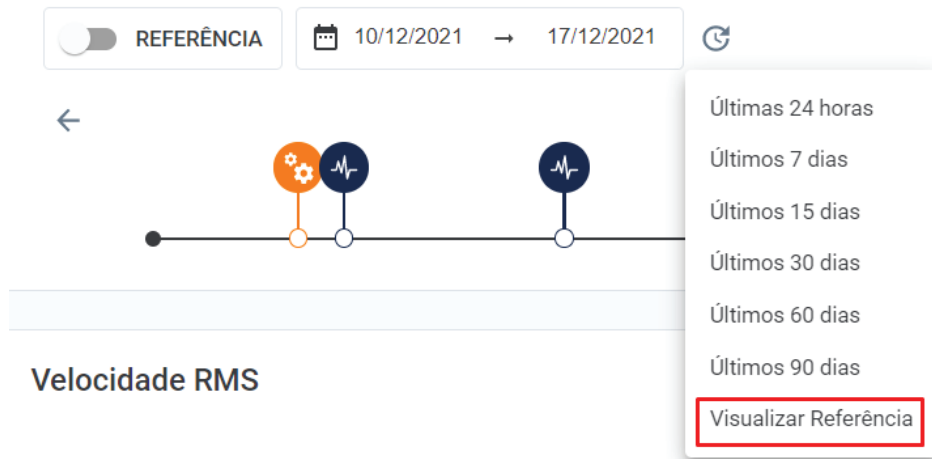 REFERÊNCIA
10/12/2021 → 17/12/2021
Últimas 24 horas
Últimos 7 dias
Últimos 15 dias
Últimos 30 dias
Últimos 60 dias
Últimos 90 dias
Visualizar Referência
Velocidade RMS